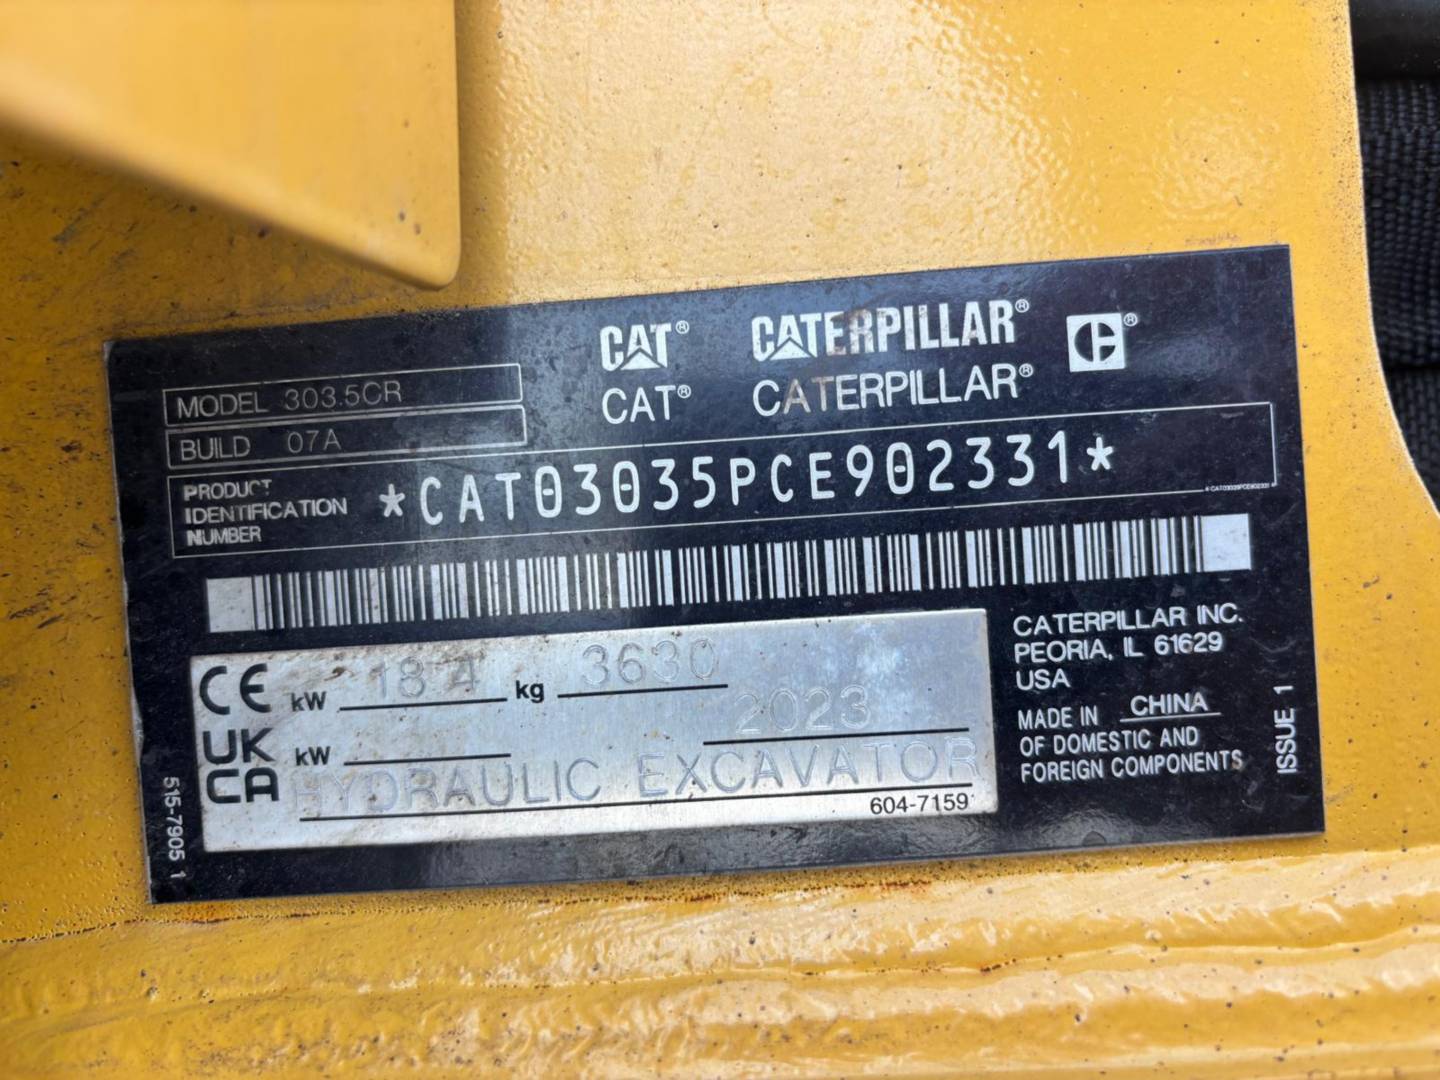 CAT® CATERPILLAR®
CAT® CATERPILLAR®
MODEL 303.5CR
BUILD 07A
PRODUCT
IDENTIFICATION
NUMBER
*CAT03035PCE902331*
*CAT03035PCE902331*
CE kW 18.4 kg 3630
2023
UK
CA kW
HYDRAULIC EXCAVATOR
604-7159
CATERPILLAR INC.
PEORIA, IL 61629
USA
MADE IN CHINA
OF DOMESTIC AND
FOREIGN COMPONENTS
ISSUE 1
515-7905 1